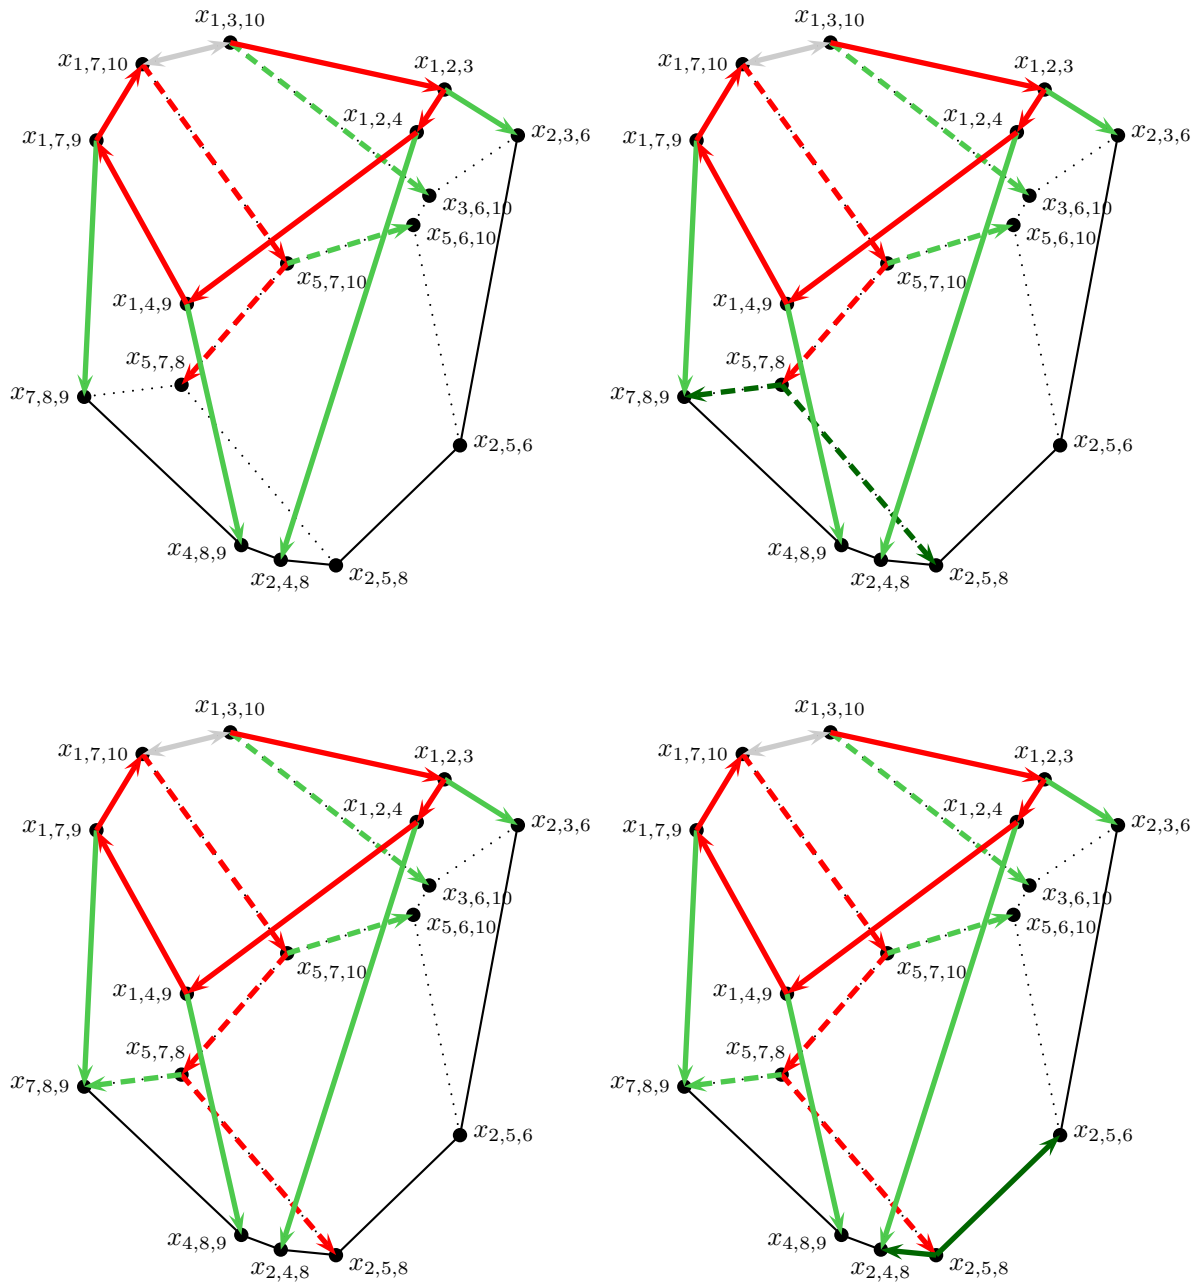 x1,3,10
x1,7,10
x1,2,3
x1,2,4
x1,7,9
x2,3,6
x3,6,10
x5,6,10
x5,7,10
x1,4,9
x5,7,8
x7,8,9
x2,5,6
x4,8,9
x2,4,8
x2,5,8
x1,3,10
x1,7,10
x1,2,3
x1,2,4
x1,7,9
x2,3,6
x3,6,10
x5,6,10
x5,7,10
x1,4,9
x5,7,8
x7,8,9
x2,5,6
x4,8,9
x2,4,8
x2,5,8
x1,3,10
x1,7,10
x1,2,3
x1,2,4
x1,7,9
x2,3,6
x3,6,10
x5,6,10
x5,7,10
x1,4,9
x5,7,8
x7,8,9
x2,5,6
x4,8,9
x2,4,8
x2,5,8
x1,3,10
x1,7,10
x1,2,3
x1,2,4
x1,7,9
x2,3,6
x3,6,10
x5,6,10
x5,7,10
x1,4,9
x5,7,8
x7,8,9
x2,5,6
x4,8,9
x2,4,8
x2,5,8